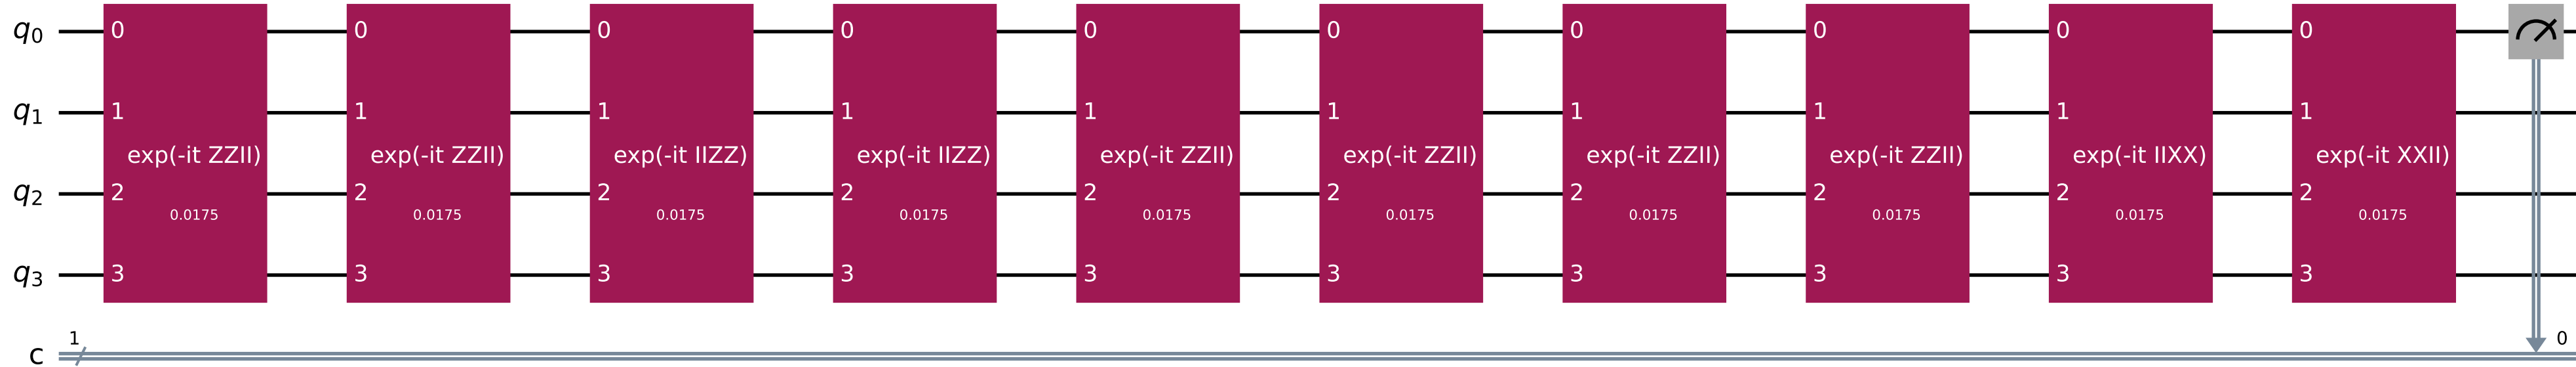 q0 0 0 0 0 0 0 0 0 0 0
q1 1 1 1 1 1 1 1 1 1 1
exp(-it ZZII) exp(-it ZZII) exp(-it IIZZ) exp(-it IIZZ) exp(-it ZZII) exp(-it ZZII) exp(-it ZZII) exp(-it ZZII) exp(-it IIXX) exp(-it XXII)
q2 2 2 2 2 2 2 2 2 2 2
0.0175 0.0175 0.0175 0.0175 0.0175 0.0175 0.0175 0.0175 0.0175 0.0175
q3 3 3 3 3 3 3 3 3 3 3
1 0
c